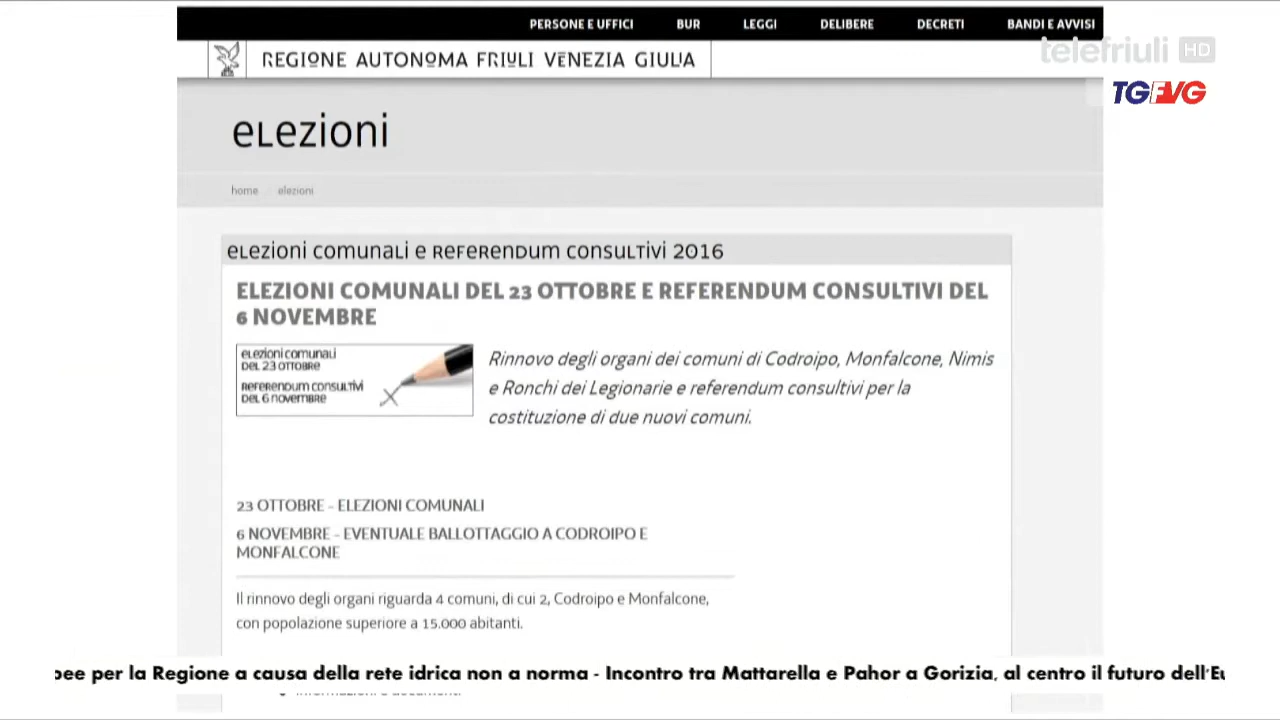 PERSONE E UFFICI BUR LEGGI DELIBERE DECRETI BANDI E AVVISI
telefriuli HD
REGIONE AUTONOMA FRIULI VENEZIA GIULIA
TGFVG
elezioni
home elezioni
elezioni comunali e referendum consultivi 2016
ELEZIONI COMUNALI DEL 23 OTTOBRE E REFERENDUM CONSULTIVI DEL
6 NOVEMBRE
elezioni comunali
del 23 ottobre
referendum consultivi
del 6 novembre
Rinnovo degli organi dei comuni di Codroipo, Monfalcone, Nimis
e Ronchi dei Legionarie e referendum consultivi per la
costituzione di due nuovi comuni.
23 OTTOBRE - ELEZIONI COMUNALI
6 NOVEMBRE - EVENTUALE BALLOTTAGGIO A CODROIPO E
MONFALCONE
Il rinnovo degli organi riguarda 4 comuni, di cui 2, Codroipo e Monfalcone,
con popolazione superiore a 15.000 abitanti.
per la Regione a causa della rete idrica non a norma - Incontro tra Mattarella e Pahor a Gorizia, al centro il futuro